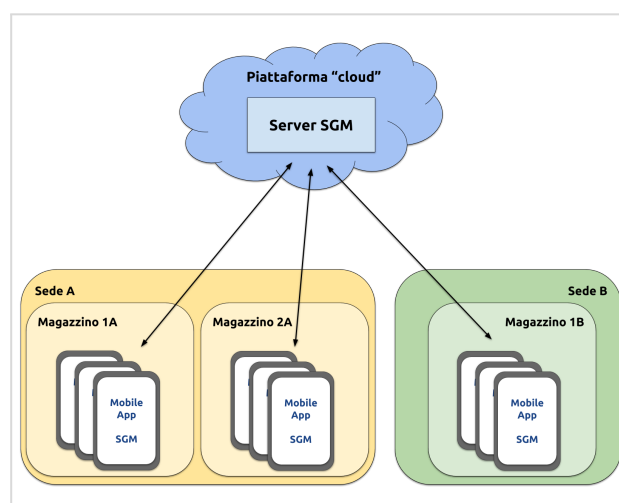 Piattaforma “cloud”
Server SGM
Sede A
Sede B
Magazzino 1A
Magazzino 2A
Magazzino 1B
Mobile
App
SGM
Mobile
App
SGM
Mobile
App
SGM